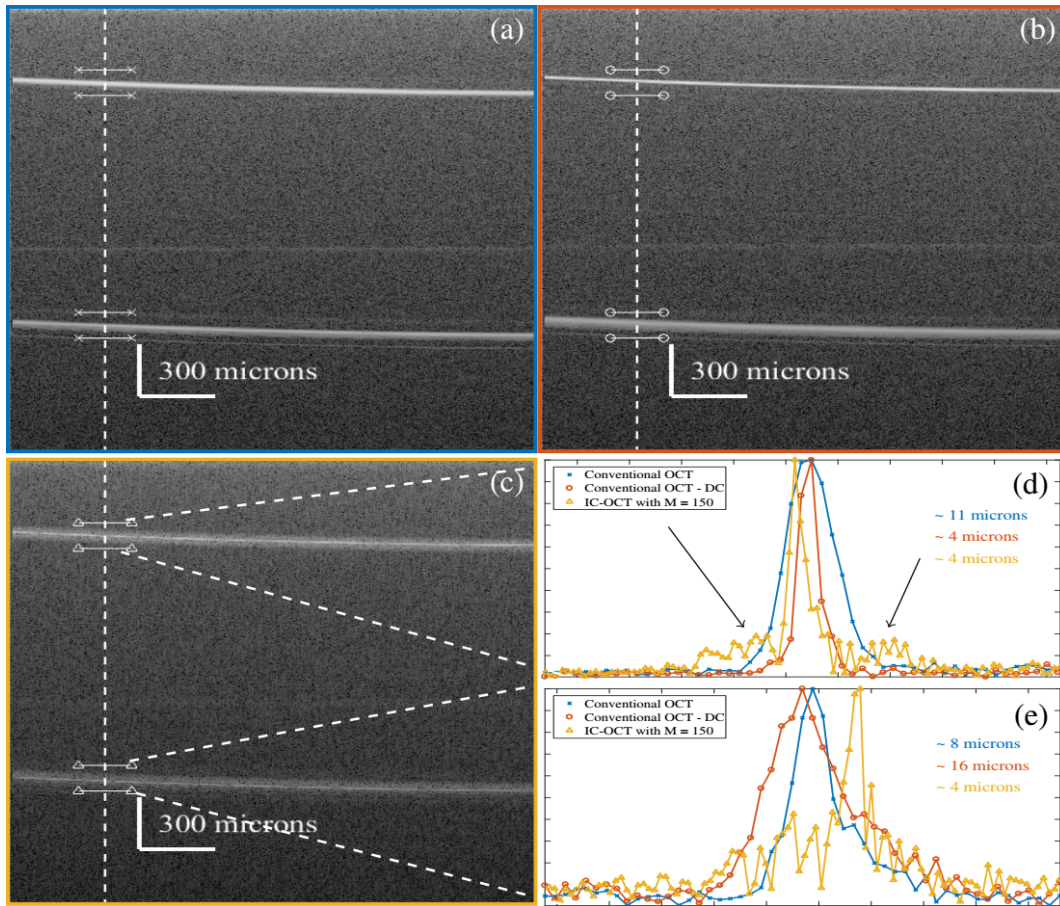 (a)
300 microns
(b)
300 microns
(c)
300 microns
(d)
Conventional OCT
Conventional OCT - DC
IC-OCT with M = 150
~ 11 microns
~ 4 microns
~ 4 microns
(e)
Conventional OCT
Conventional OCT - DC
IC-OCT with M = 150
~ 8 microns
~ 16 microns
~ 4 microns